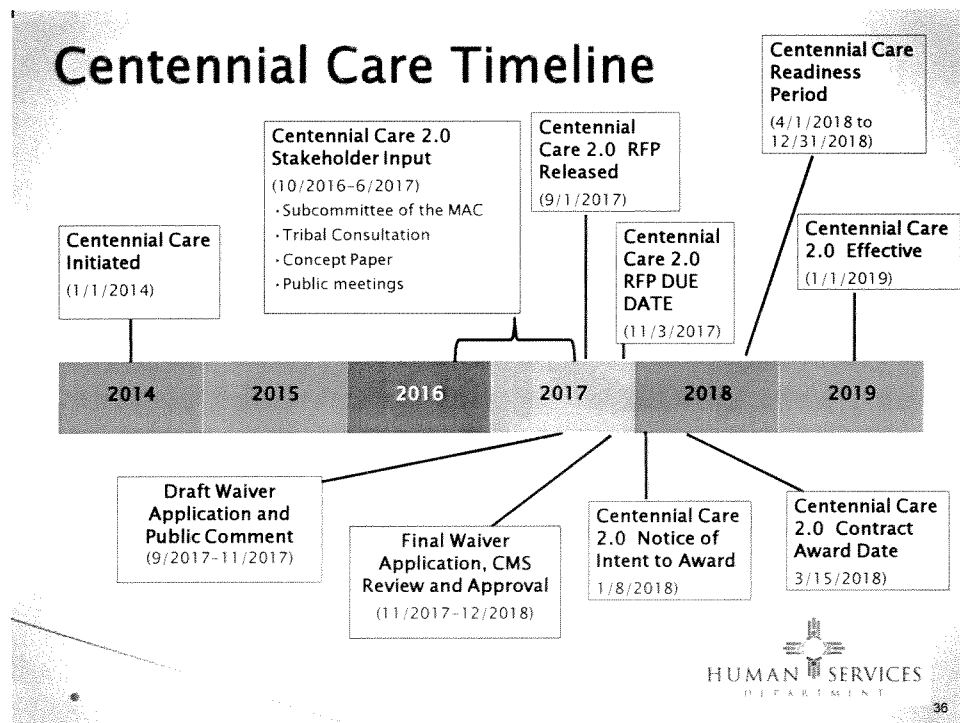 Centennial Care Timeline
Centennial Care
Readiness
Period
(4/1/2018 to
12/31/2018)
Centennial Care 2.0
Stakeholder Input
(10/2016-6/2017)
·Subcommittee of the MAC
·Tribal Consultation
·Concept Paper
·Public meetings
Centennial
Care 2.0 RFP
Released
(9/1/2017)
Centennial Care
Initiated
(1/1/2014)
Centennial
Care 2.0
RFP DUE
DATE
(11/3/2017)
Centennial Care
2.0 Effective
(1/1/2019)
2014 2015 2016 2017 2018 2019
Draft Waiver
Application and
Public Comment
(9/2017-11/2017)
Final Waiver
Application, CMS
Review and Approval
(11/2017-12/2018)
Centennial Care
2.0 Notice of
Intent to Award
1/8/2018)
Centennial Care
2.0 Contract
Award Date
3/15/2018)
HUMAN SERVICES
DEPARTMENT
36